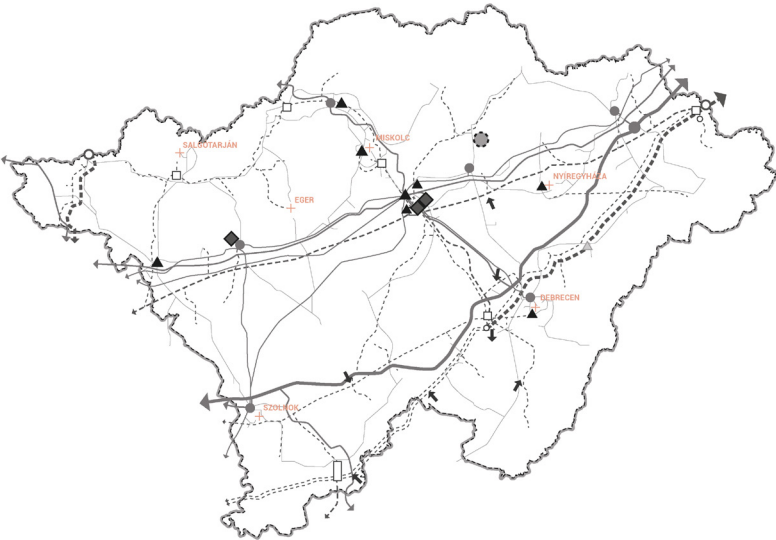 MISKOLC
SALGÓTARJÁN
NYÍREGYHÁZA
EGER
DEBRECEN
SZOLNOK